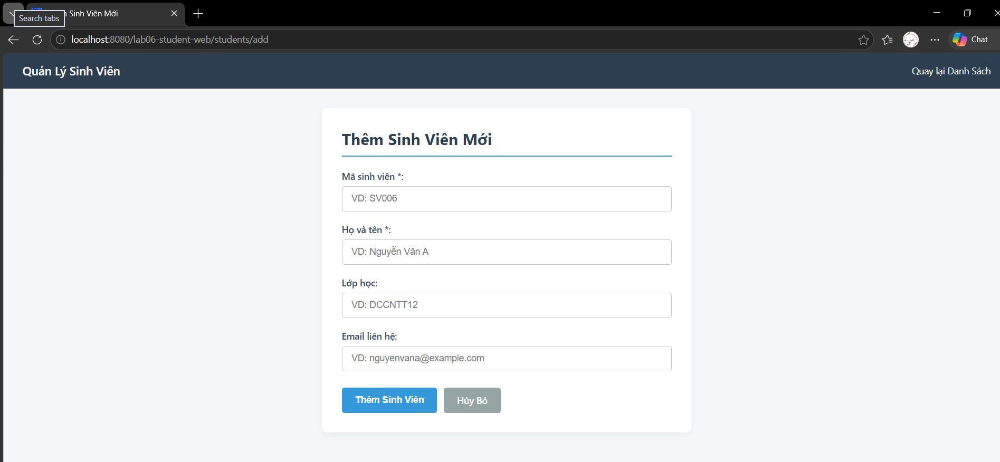 Search tabs
Sinh Viên Mới
localhost:8080/lab06-student-web/students/add
Chat
Quản Lý Sinh Viên
Quay lại Danh Sách
Thêm Sinh Viên Mới
Mã sinh viên *:
VD: SV006
Họ và tên *:
VD: Nguyễn Văn A
Lớp học:
VD: DCCNTT12
Email liên hệ:
VD: nguyenvana@example.com
Thêm Sinh Viên
Hủy Bỏ